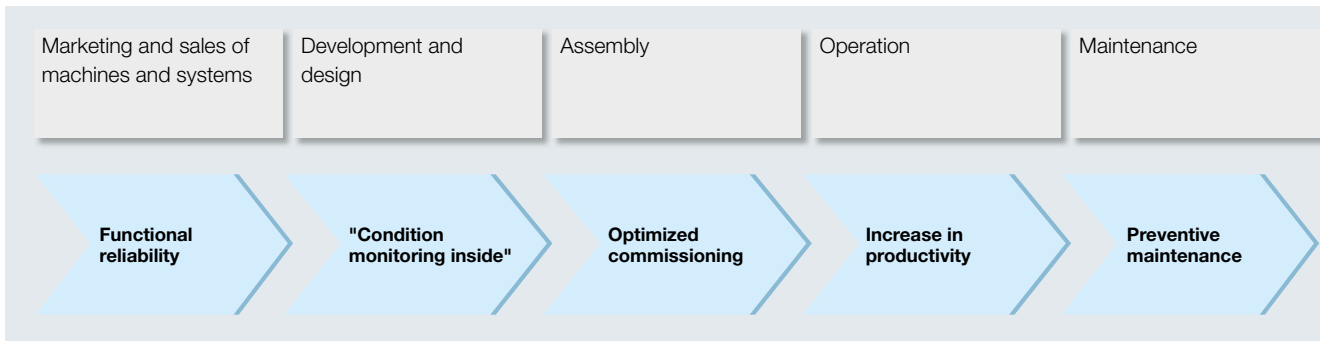 Marketing and sales of
machines and systems
Development and
design
Assembly
Operation
Maintenance
Functional
reliability
"Condition
monitoring inside"
Optimized
commissioning
Increase in
productivity
Preventive
maintenance